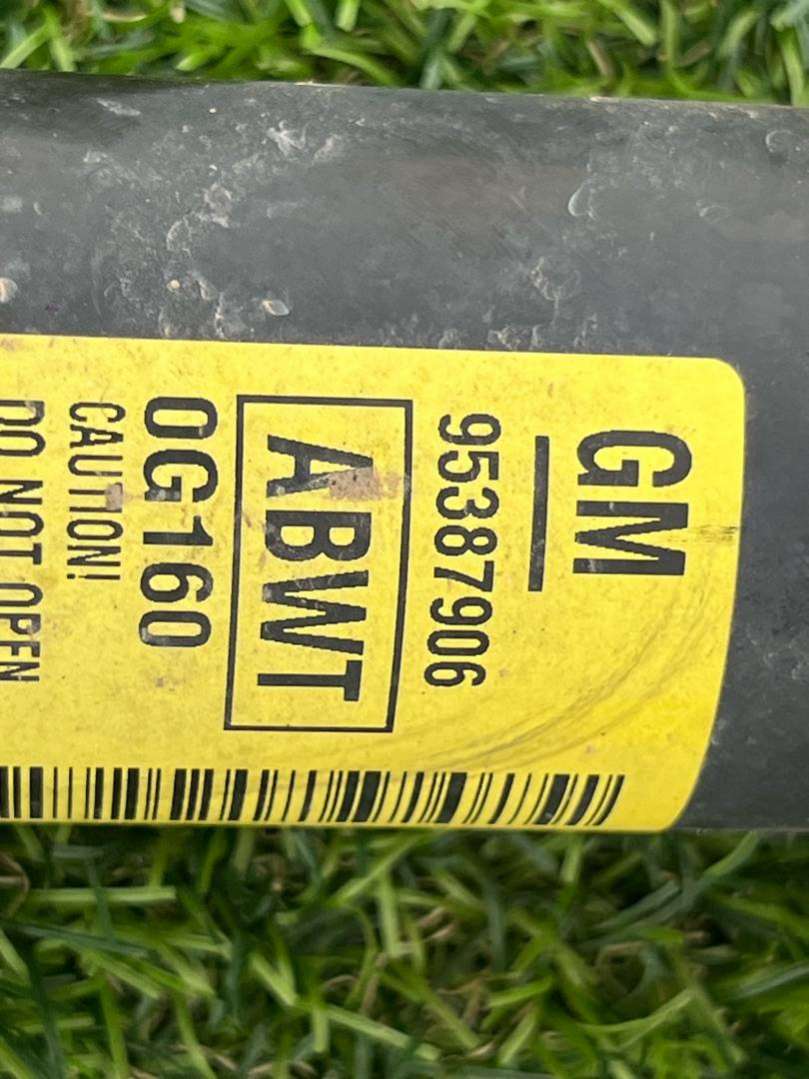 GM
95387906
ABWT
0G160
CAUTION!
DO NOT OPEN